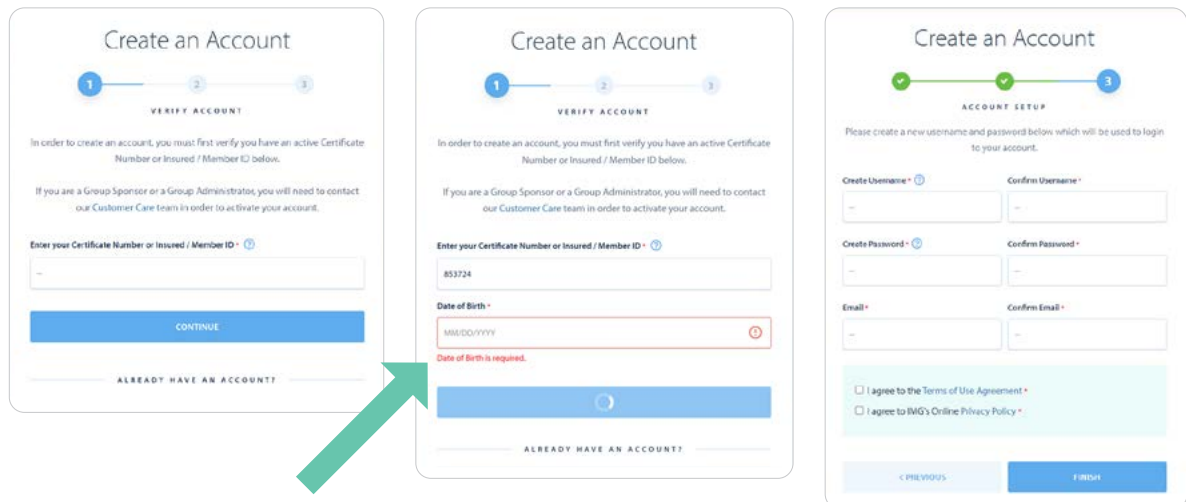 Create an Account
1 2 3
VERIFY ACCOUNT
In order to create an account, you must first verify you have an active Certificate
Number or Insured / Member ID below.
If you are a Group Sponsor or a Group Administrator, you will need to contact
our Customer Care team in order to activate your account.
Enter your Certificate Number or Insured / Member ID * ?
...
CONTINUE
ALREADY HAVE AN ACCOUNT?
Create an Account
1 2 3
VERIFY ACCOUNT
In order to create an account, you must first verify you have an active Certificate
Number or Insured / Member ID below.
If you are a Group Sponsor or a Group Administrator, you will need to contact
our Customer Care team in order to activate your account.
Enter your Certificate Number or Insured / Member ID * ?
853724
Date of Birth *
MM/DD/YYYY
Date of Birth is required.
ALREADY HAVE AN ACCOUNT?
Create an Account
3
ACCOUNT SETUP
Please create a new username and password below which will be used to login
to your account.
Create Username * ? Confirm Username *
... ...
Create Password * ? Confirm Password *
... ...
Email * Confirm Email *
... ...
I agree to the Terms of Use Agreement *
I agree to IMG's Online Privacy Policy *
< PREVIOUS FINISH